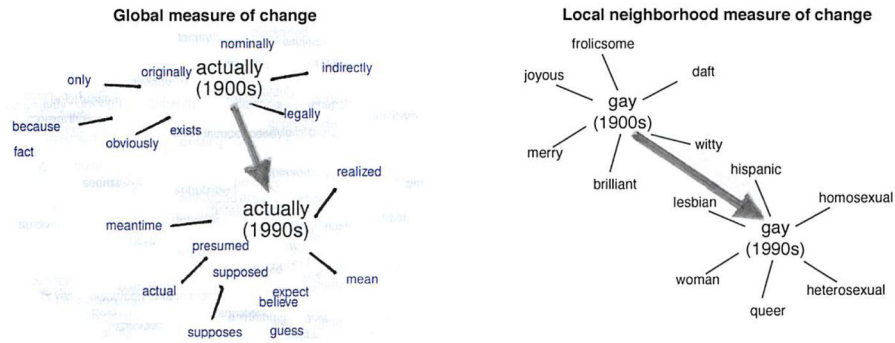 Global measure of change
nominally
only
originally
actually
(1900s)
indirectly
because
legally
fact
obviously
exists
realized
actually
(1990s)
meantime
presumed
supposed
actual
mean
expect
believe
supposes
guess
Local neighborhood measure of change
frolicsome
joyous
daft
gay
(1900s)
merry
witty
brilliant
hispanic
lesbian
homosexual
gay
(1990s)
woman
heterosexual
queer